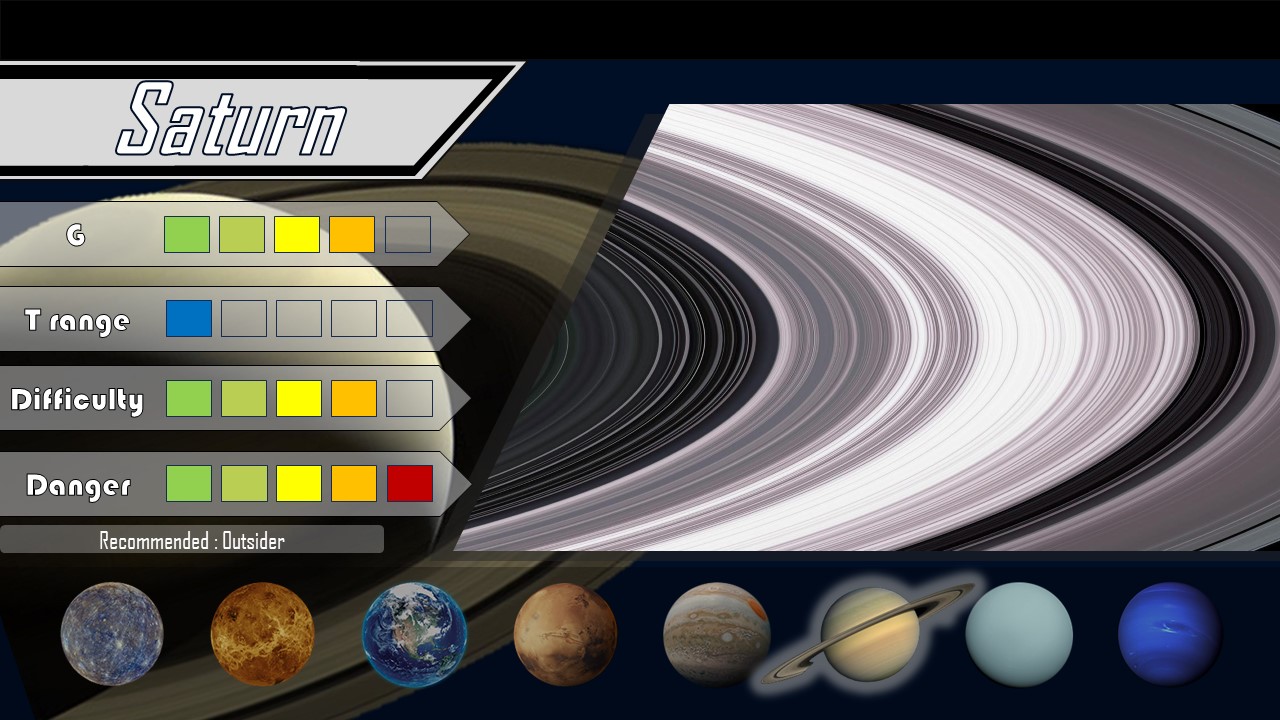 Saturn
G
T range
Difficulty
Danger
Recommended : Outsider